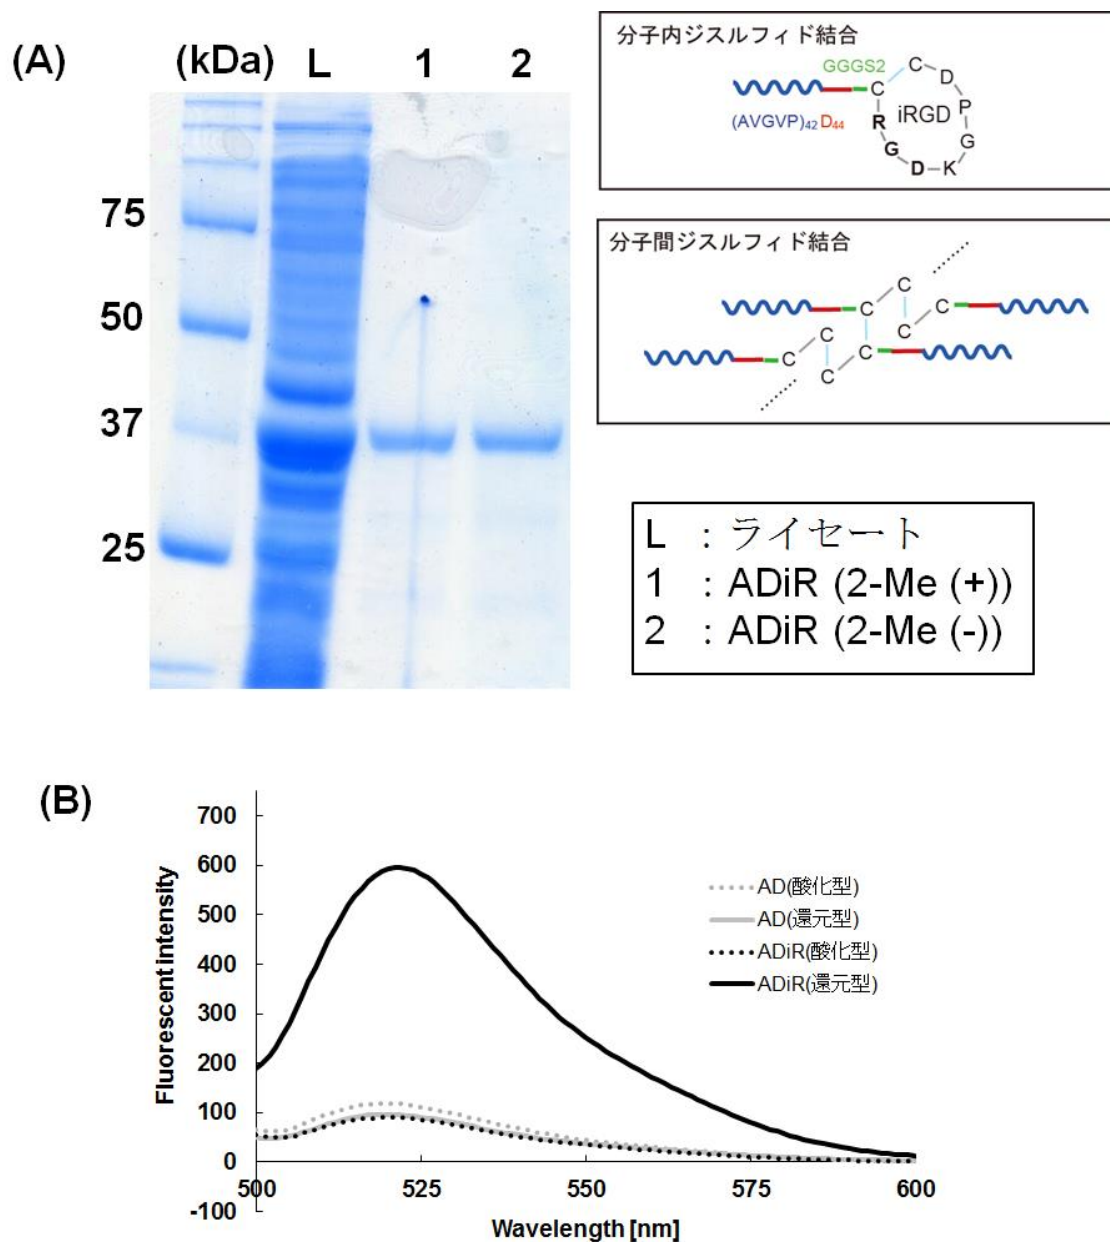 (A)
(kDa)
L
1
2
75
50
37
25
分子内ジスルフィド結合
GGGS2
(AVGVP)42D44
iRGD
C
D
P
G
K
D
G
R
C
分子間ジスルフィド結合
C
C
C
C
C
C
C
C
L : ライセート
1 : ADiR (2-Me (+))
2 : ADiR (2-Me (-))
(B)
Fluorescent intensity
700
600
500
400
300
200
100
0
-100
500
525
550
575
600
Wavelength [nm]
AD(酸化型)
AD(還元型)
ADiR(酸化型)
ADiR(還元型)